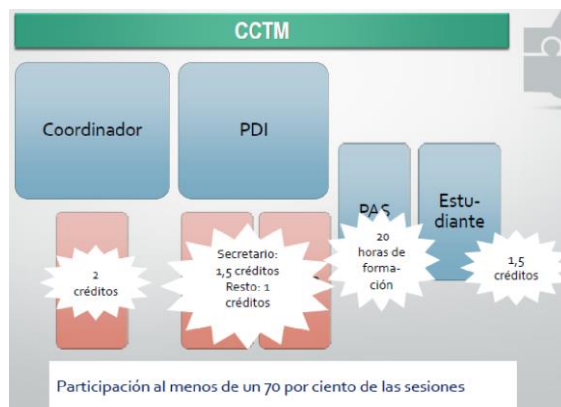 CCTM
Coordinador
PDI
PAS
Estu-
diante
2
créditos
Secretario:
1,5 créditos
Resto: 1
créditos
20
horas de
forma-
ción
1,5
créditos
Participación al menos de un 70 por ciento de las sesiones